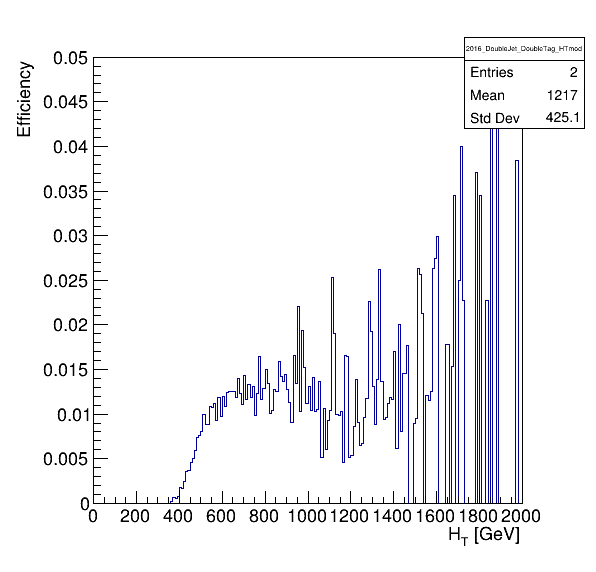 2016_DoubleJet_DoubleTag_HTmod
Entries 2
Mean 1217
Std Dev 425.1
Efficiency
0.05
0.045
0.04
0.035
0.03
0.025
0.02
0.015
0.01
0.005
0
0 200 400 600 800 1000 1200 1400 1600 1800 2000
H_T [GeV]